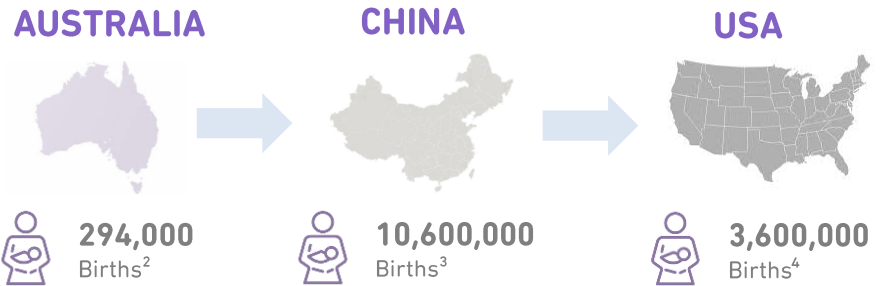 AUSTRALIA
CHINA
USA
294,000
Births²
10,600,000
Births³
3,600,000
Births⁴